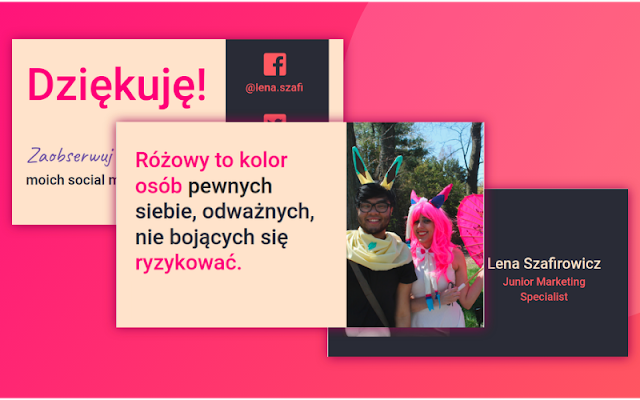 Dziękuję!
@lena.szafi
Zaobserwuj
moich social m
Różowy to kolor
osób pewnych
siebie, odważnych,
nie bojących się
ryzykować.
Lena Szafirowicz
Junior Marketing
Specialist